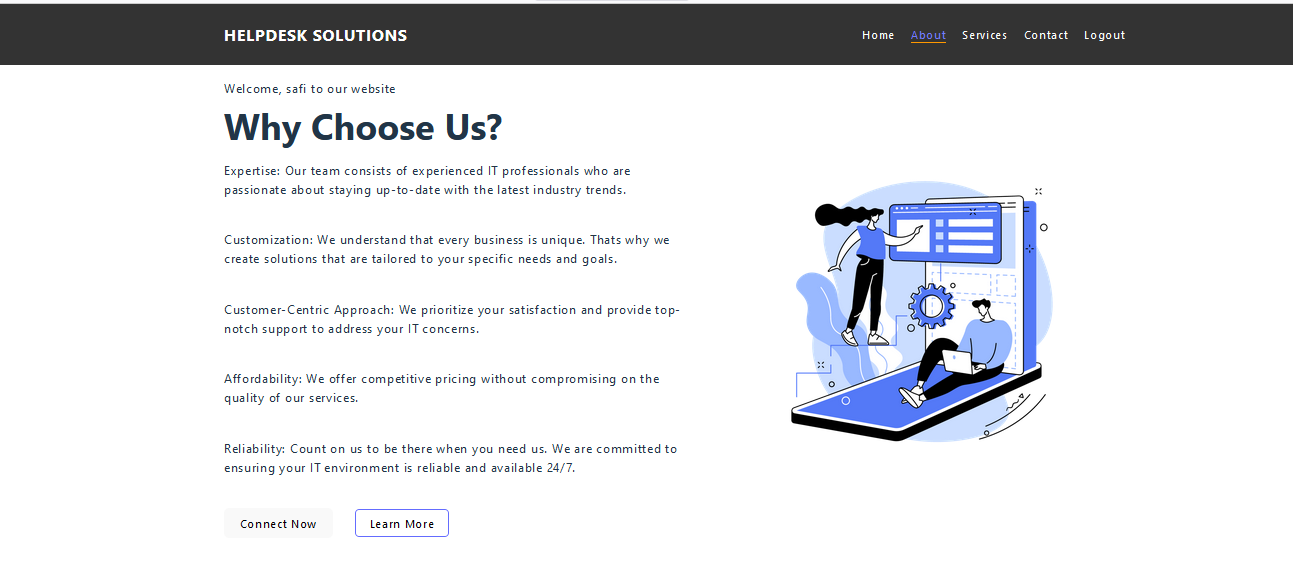 HELPDESK SOLUTIONS
Home About Services Contact Logout
Welcome, safi to our website
Why Choose Us?
Expertise: Our team consists of experienced IT professionals who are
passionate about staying up-to-date with the latest industry trends.
Customization: We understand that every business is unique. Thats why we
create solutions that are tailored to your specific needs and goals.
Customer-Centric Approach: We prioritize your satisfaction and provide top-
notch support to address your IT concerns.
Affordability: We offer competitive pricing without compromising on the
quality of our services.
Reliability: Count on us to be there when you need us. We are committed to
ensuring your IT environment is reliable and available 24/7.
Connect Now
Learn More